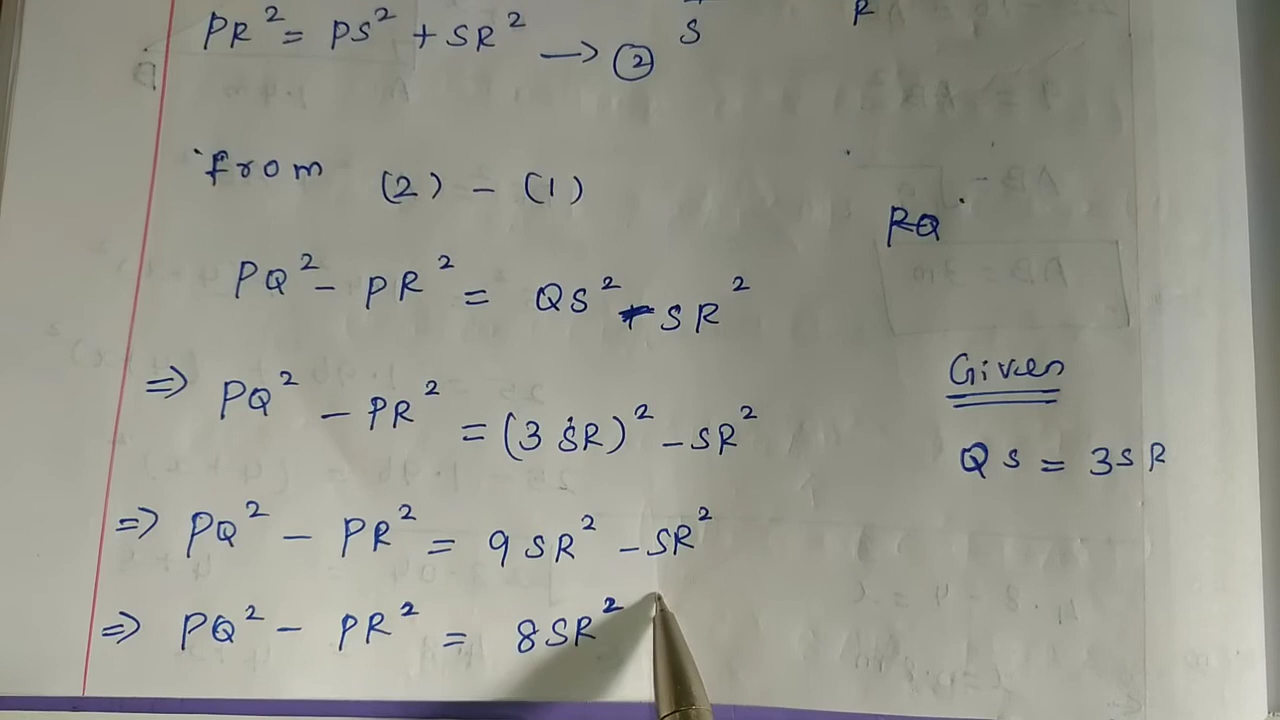 PR² = PS² + SR² → ②
S
R
from (2) - (1)
RQ
PQ² - PR² = QS² - SR²
Given
⇒ PQ² - PR² = (3 SR)² - SR²
QS = 3SR
⇒ PQ² - PR² = 9 SR² - SR²
⇒ PQ² - PR² = 8SR²